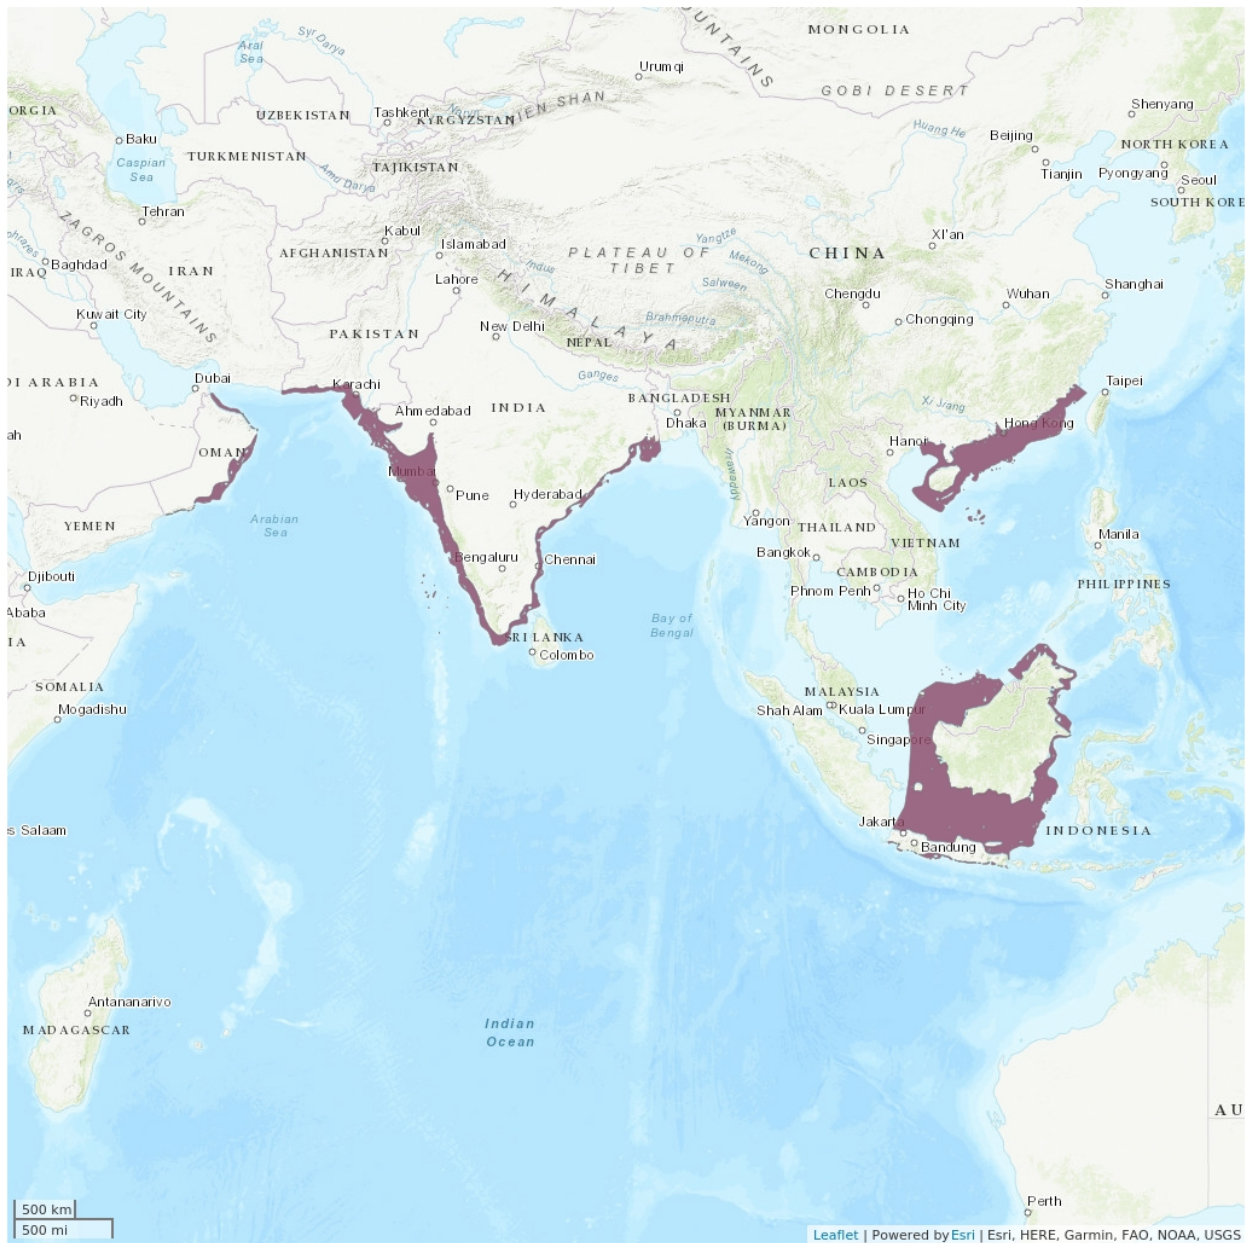 UNTAINS
MONGOLIA
Syr Darya
Aral
Sea
Urumqi
GOBI DESERT
Shenyang
ORGIA
UZBEKISTAN
Tashkent
Naryn
KYRGYZSTAN
TIEN SHAN
Huang He
Beijing
Baku
NORTH KOREA
Caspian
Sea
TURKMENISTAN
TAJIKISTAN
Amu Darya
Tianjin
Pyongyang
Seoul
SOUTH KORE
Tehran
ZAGROS MOUNTAINS
Kabul
Islamabad
AFGHANISTAN
Xi'an
Yangtze
PLATEAU OF
TIBET
Mekong
CHINA
Baghdad
IRAQ
IRAN
Indus
Lahore
HIMALAYA
Salween
Chengdu
Wuhan
Shanghai
Kuwait City
PAKISTAN
New Delhi
Brahmaputra
Chongqing
NEPAL
Ganges
Dubai
DI ARABIA
Riyadh
Karachi
Taipei
BANGLADESH
Ahmedabad
INDIA
Dhaka
MYANMAR
(BURMA)
Xi Jiang
Hong Kong
ah
OMAN
Hanoi
Mumbai
Pune
Hyderabad
Irrawaddy
LAOS
YEMEN
Arabian
Sea
Yangon
THAILAND
Manila
VIETNAM
Bengaluru
Chennai
Bangkok
CAMBODIA
Djibouti
Phnom Penh
Ho Chi
Minh City
PHILIPPINES
Ababa
Bay of
Bengal
IA
SRI LANKA
Colombo
SOMALIA
Mogadishu
MALAYSIA
Shah Alam
Kuala Lumpur
Singapore
es Salaam
Jakarta
INDONESIA
Bandung
Antananarivo
MADAGASCAR
Indian
Ocean
AU
Perth
500 km
500 mi
Leaflet | Powered by Esri | Esri, HERE, Garmin, FAO, NOAA, USGS